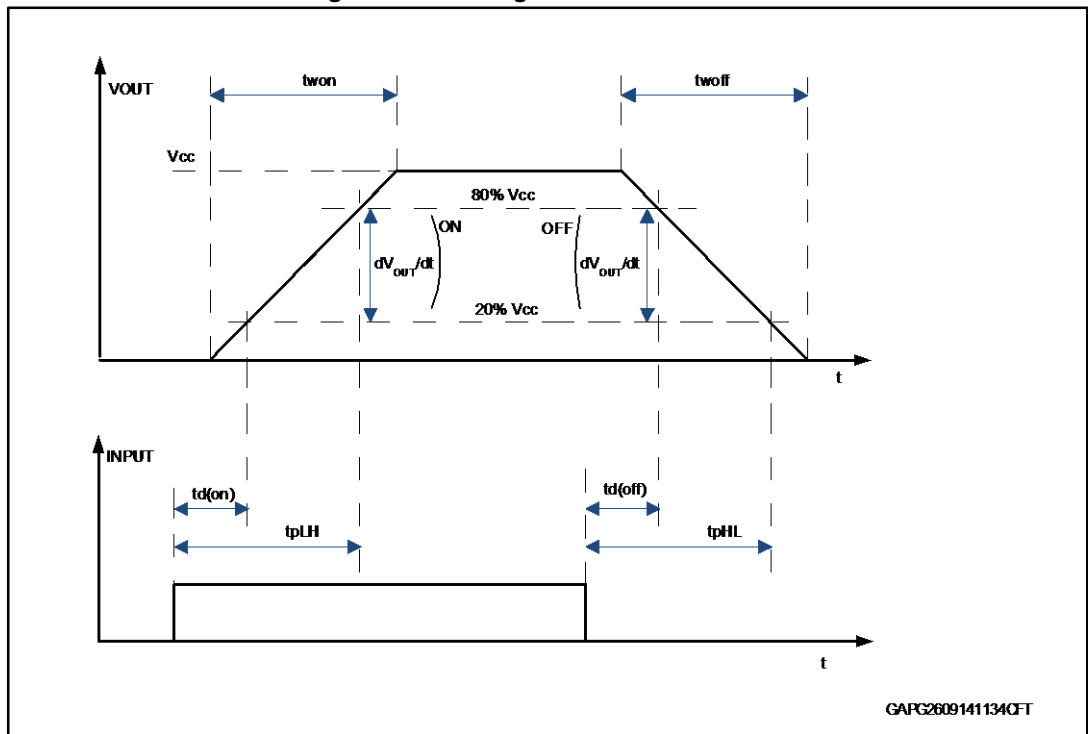 twon
twoff
VOUT
Vcc
80% Vcc
ON
OFF
dVOUT/dt
dVOUT/dt
20% Vcc
t
INPUT
td(on)
td(off)
tpLH
tpHL
t
GAPG2609141134CFT